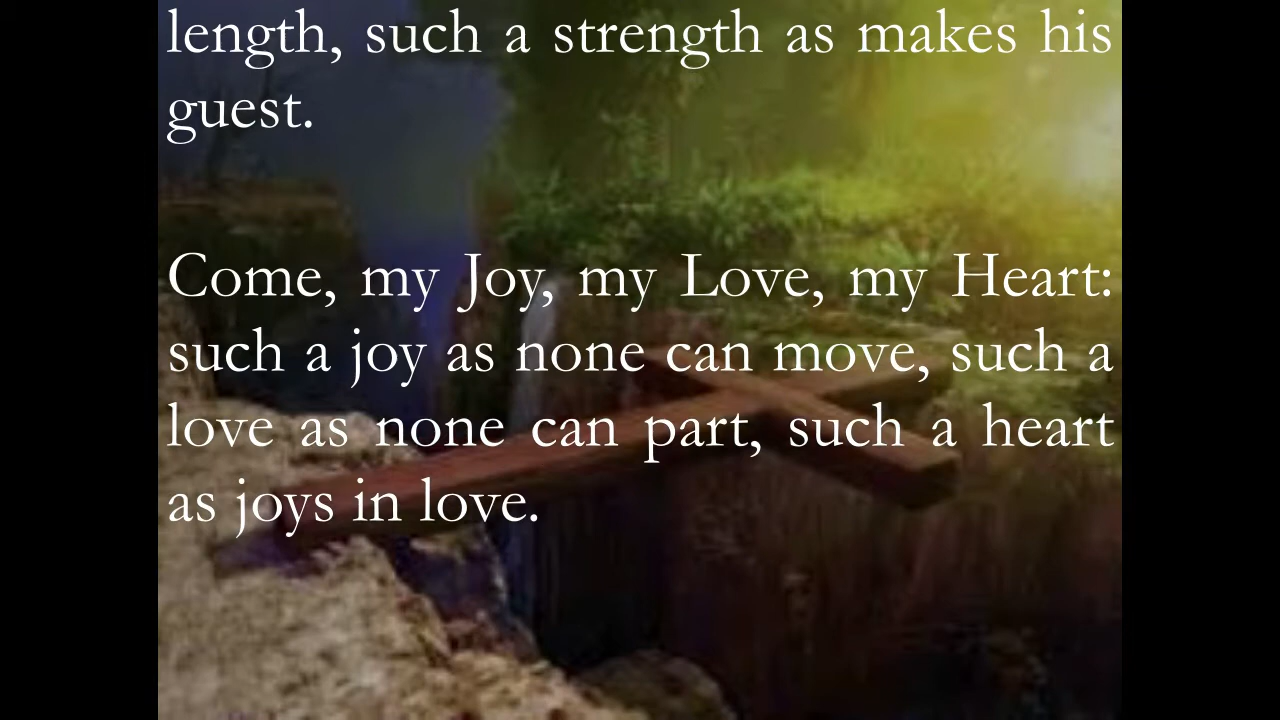 length, such a strength as makes his
guest.
Come, my Joy, my Love, my Heart:
such a joy as none can move, such a
love as none can part, such a heart
as joys in love.